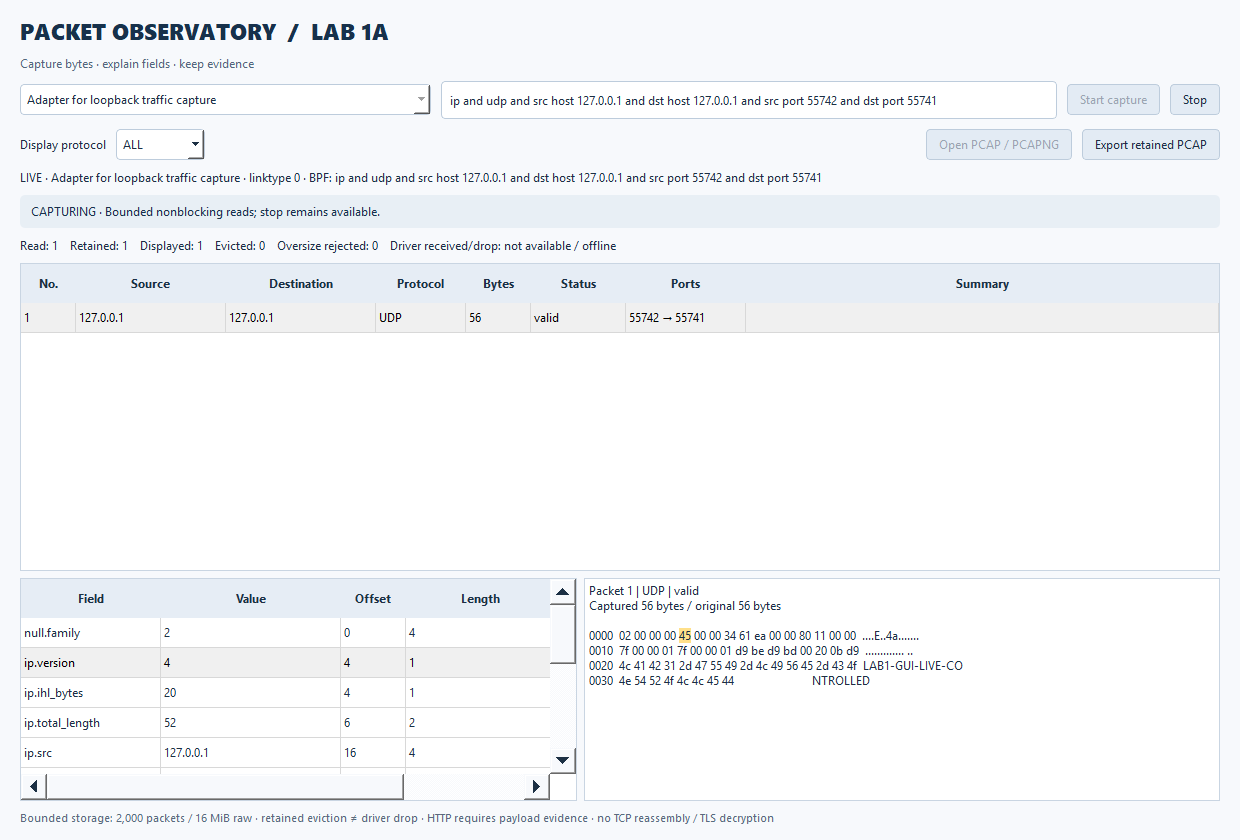 PACKET OBSERVATORY / LAB 1A
Capture bytes · explain fields · keep evidence
Adapter for loopback traffic capture
ip and udp and src host 127.0.0.1 and dst host 127.0.0.1 and src port 55742 and dst port 55741
Start capture
Stop
Display protocol
ALL
Open PCAP / PCAPNG
Export retained PCAP
LIVE · Adapter for loopback traffic capture · linktype 0 · BPF: ip and udp and src host 127.0.0.1 and dst host 127.0.0.1 and src port 55742 and dst port 55741
CAPTURING · Bounded nonblocking reads; stop remains available.
Read: 1 Retained: 1 Displayed: 1 Evicted: 0 Oversize rejected: 0 Driver received/drop: not available / offline
No. Source Destination Protocol Bytes Status Ports Summary
1 127.0.0.1 127.0.0.1 UDP 56 valid 55742 → 55741
Field Value Offset Length
null.family 2 0 4
ip.version 4 4 1
ip.ihl_bytes 20 4 1
ip.total_length 52 6 2
ip.src 127.0.0.1 16 4
Packet 1 | UDP | valid
Captured 56 bytes / original 56 bytes
0000 02 00 00 00 45 00 00 34 61 ea 00 00 80 11 00 00 ....E..4a.......
0010 7f 00 00 01 7f 00 00 01 d9 be d9 bd 00 20 0b d9 ............. ..
0020 4c 41 42 31 2d 47 55 49 2d 4c 49 56 45 2d 43 4f LAB1-GUI-LIVE-CO
0030 4e 54 52 4f 4c 4c 45 44 NTROLLED
Bounded storage: 2,000 packets / 16 MiB raw · retained eviction ≠ driver drop · HTTP requires payload evidence · no TCP reassembly / TLS decryption